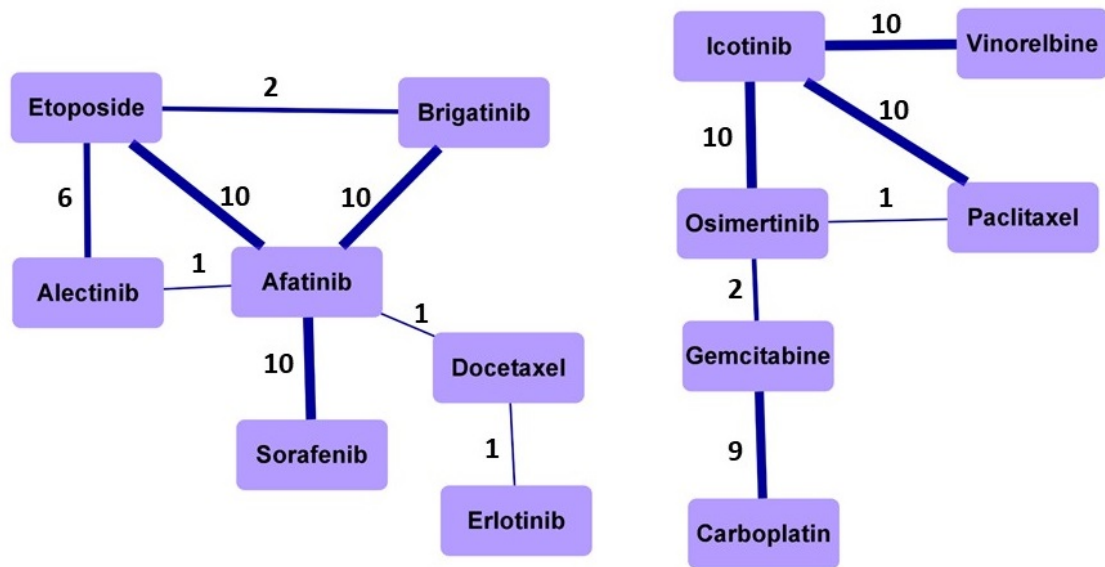 Icotinib
10
Vinorelbine
Etoposide
2
Brigatinib
10
10
6
10
10
Osimertinib
1
Paclitaxel
Alectinib
1
Afatinib
1
2
10
Docetaxel
Gemcitabine
Sorafenib
1
9
Erlotinib
Carboplatin